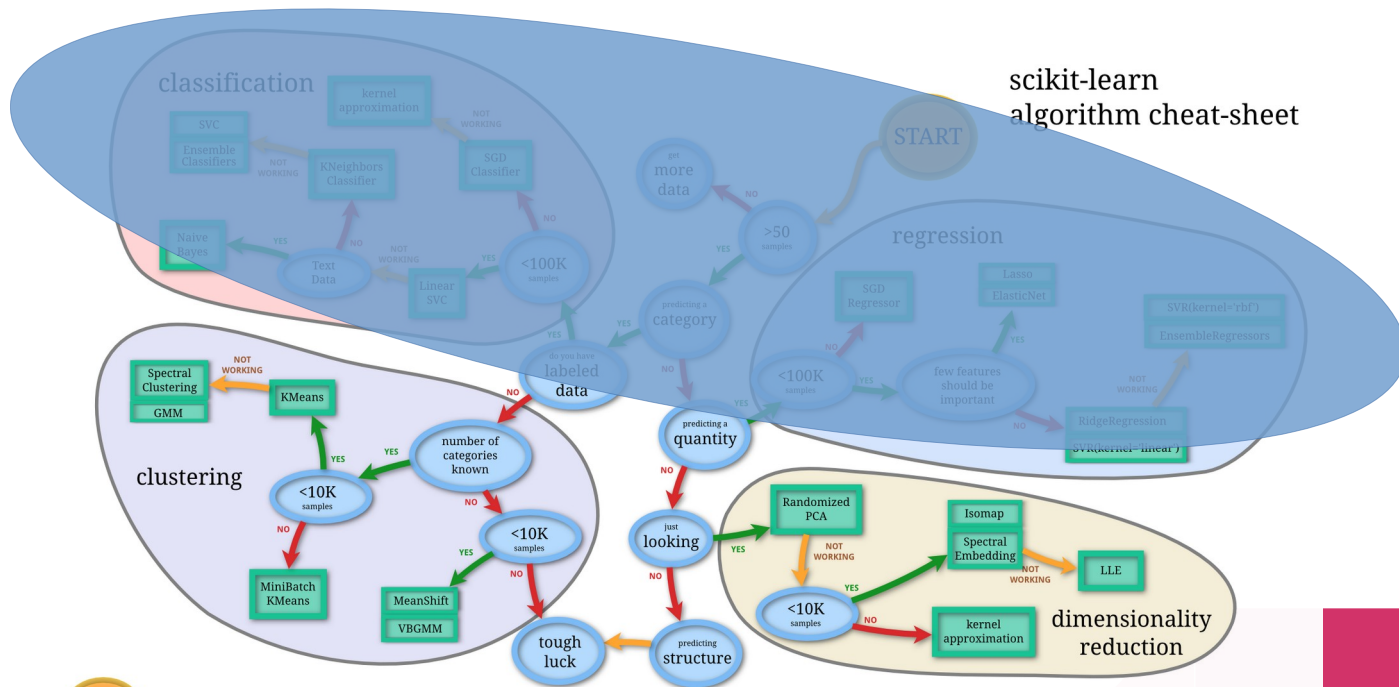 scikit-learn
algorithm cheat-sheet
classification
kernel
approximation
NOT
WORKING
SVC
Ensemble
Classifiers
NOT
WORKING
KNeighbors
Classifier
SGD
Classifier
NO
Naive
Bayes
YES
Text
Data
NO
NOT
WORKING
Linear
SVC
YES
<100K
samples
YES
START
get
more
data
NO
>50
samples
YES
predicting a
category
YES
NO
do you have
labeled
data
NO
regression
SGD
Regressor
NO
Lasso
ElasticNet
YES
SVR(kernel='rbf')
EnsembleRegressors
NOT
WORKING
<100K
samples
YES
few features
should be
important
NO
RidgeRegression
SVR(kernel='linear')
predicting a
quantity
YES
NO
clustering
Spectral
Clustering
GMM
NOT
WORKING
KMeans
YES
number of
categories
known
YES
NO
<10K
samples
NO
MiniBatch
KMeans
<10K
samples
YES
NO
MeanShift
VBGMM
tough
luck
just
looking
YES
NO
predicting
structure
Randomized
PCA
NOT
WORKING
<10K
samples
YES
NO
Isomap
Spectral
Embedding
NOT
WORKING
LLE
kernel
approximation
dimensionality
reduction